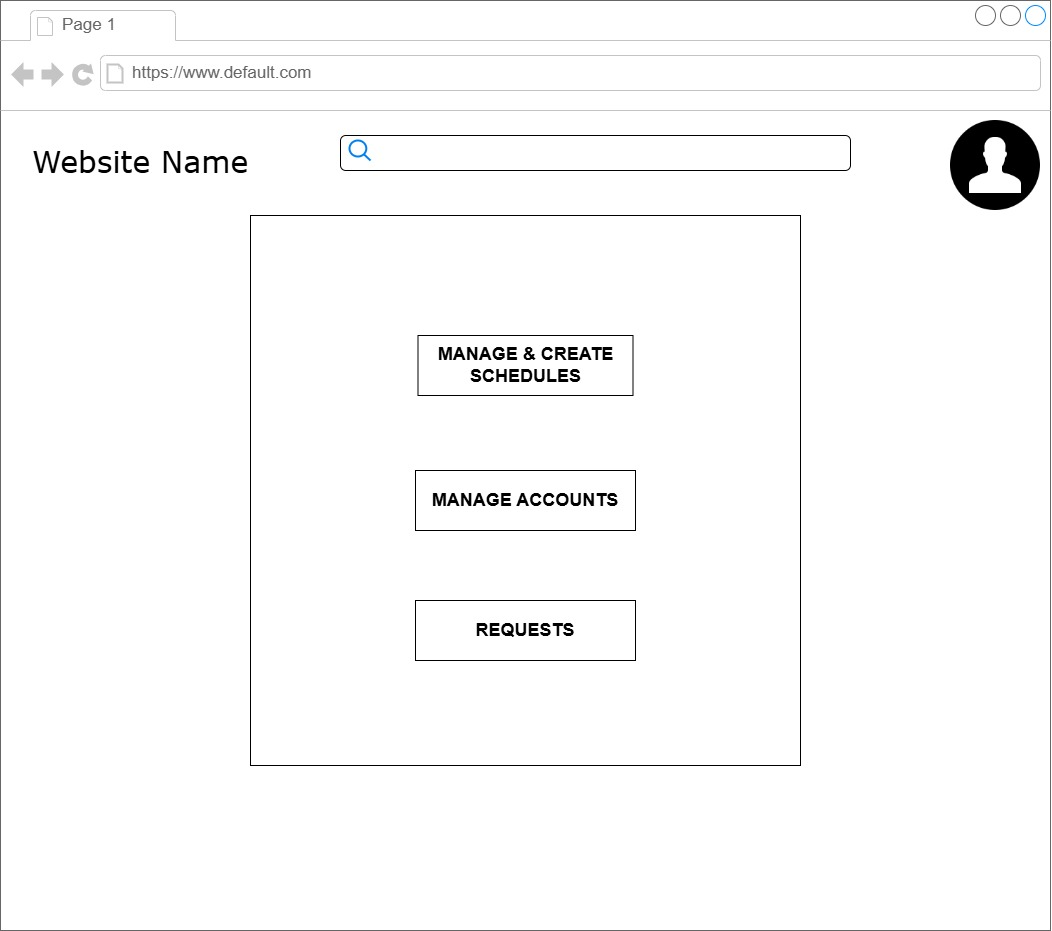 Page 1
https://www.default.com
Website Name
MANAGE & CREATE
SCHEDULES
MANAGE ACCOUNTS
REQUESTS